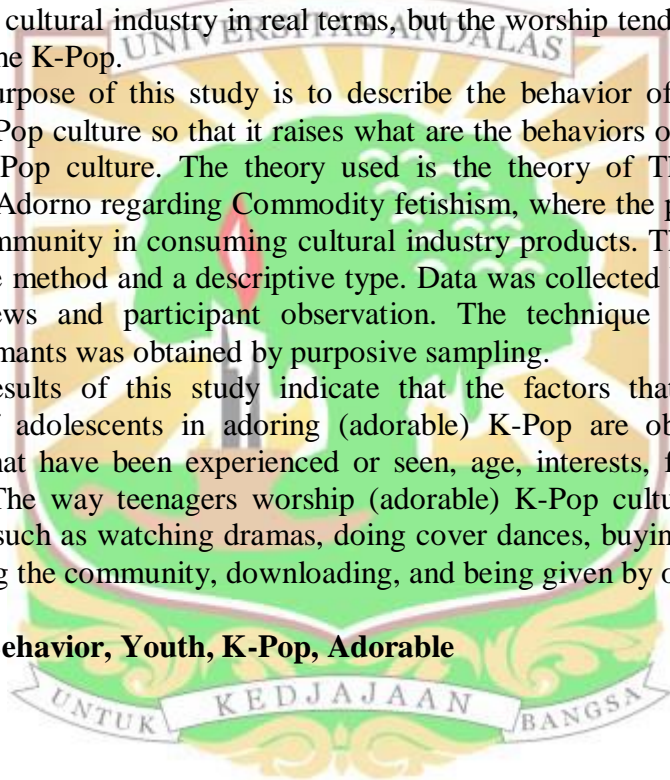 cultural industry in real terms, but the worship tend
UNIVERSITAS ANDALAS
ne K-Pop.
urpose of this study is to describe the behavior of
Pop culture so that it raises what are the behaviors o
Pop culture. The theory used is the theory of Th
Adorno regarding Commodity fetishism, where the p
mmunity in consuming cultural industry products. Th
e method and a descriptive type. Data was collected
ews and participant observation. The technique
mants was obtained by purposive sampling.
esults of this study indicate that the factors that
f adolescents in adoring (adorable) K-Pop are ob
hat have been experienced or seen, age, interests, f
The way teenagers worship (adorable) K-Pop cultu
such as watching dramas, doing cover dances, buyin
g the community, downloading, and being given by o
ehavior, Youth, K-Pop, Adorable
UNTUK KEDJAJAAN BANGSA